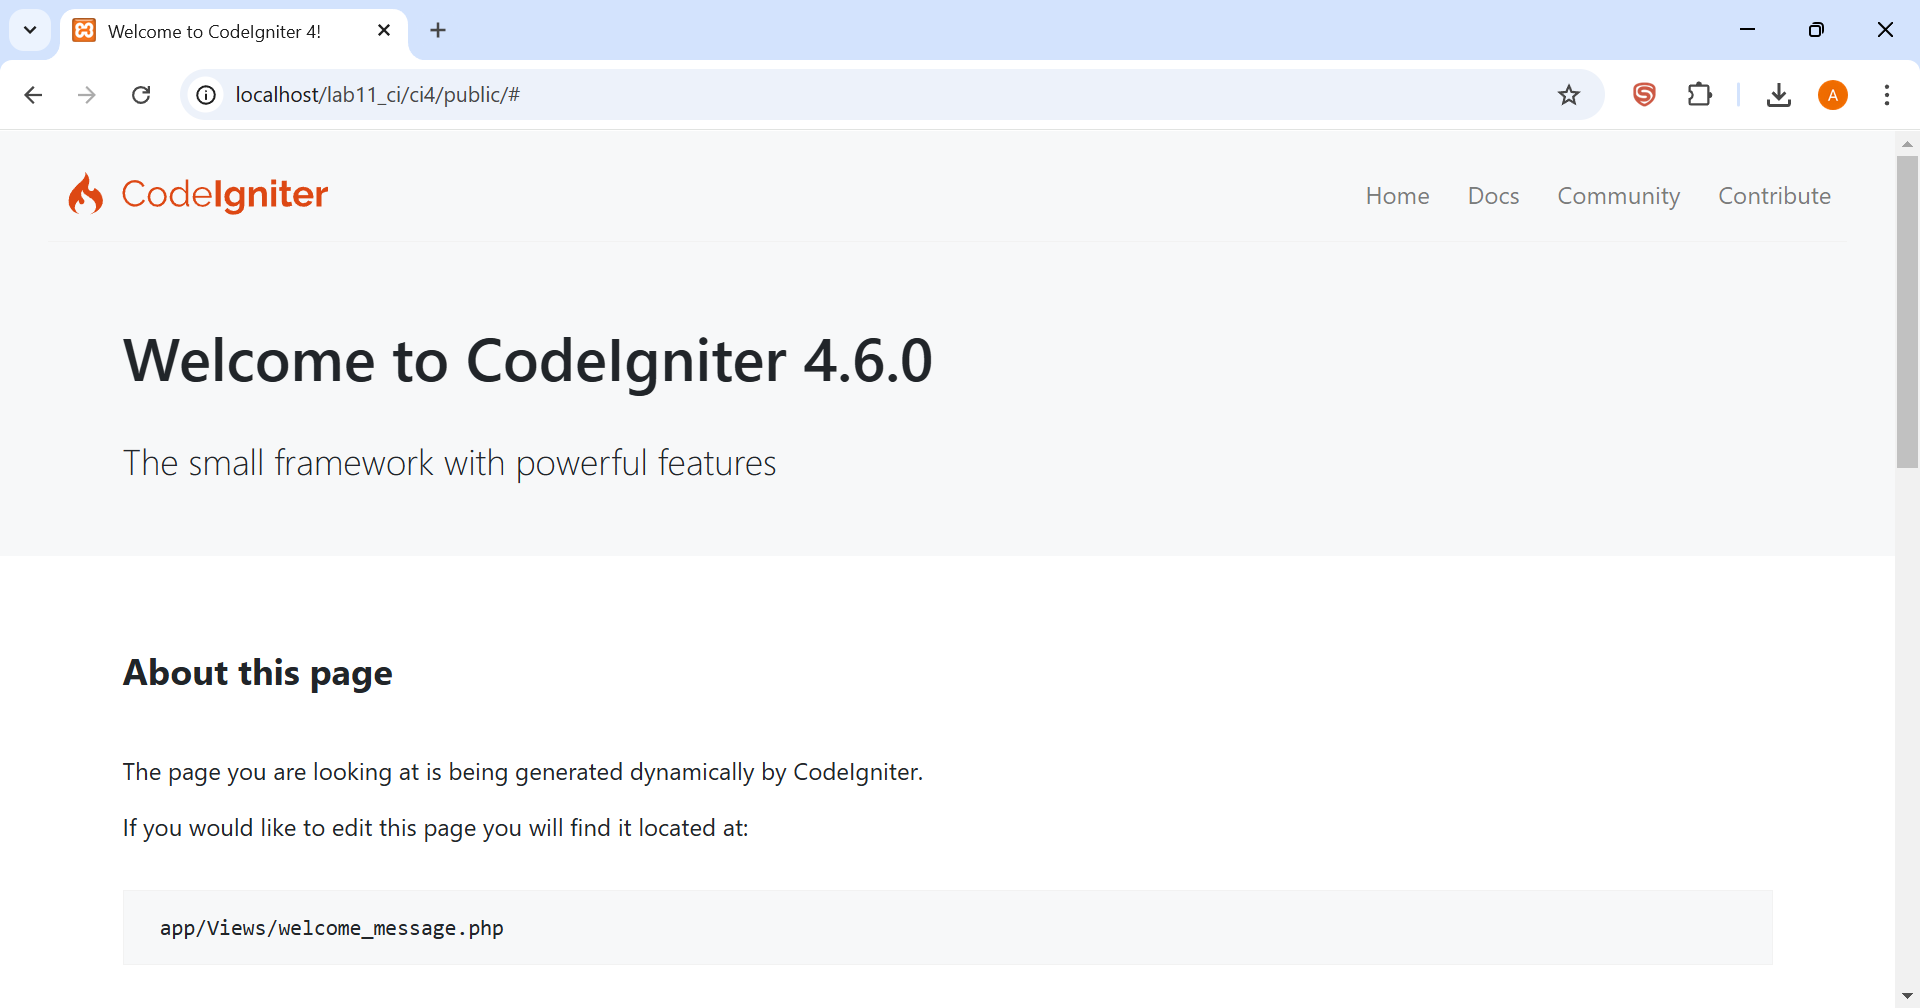 Welcome to CodeIgniter 4!
localhost/lab11_ci/ci4/public/#
A
CodeIgniter
Home Docs Community Contribute
Welcome to CodeIgniter 4.6.0
The small framework with powerful features
About this page
The page you are looking at is being generated dynamically by CodeIgniter.
If you would like to edit this page you will find it located at:
app/Views/welcome_message.php